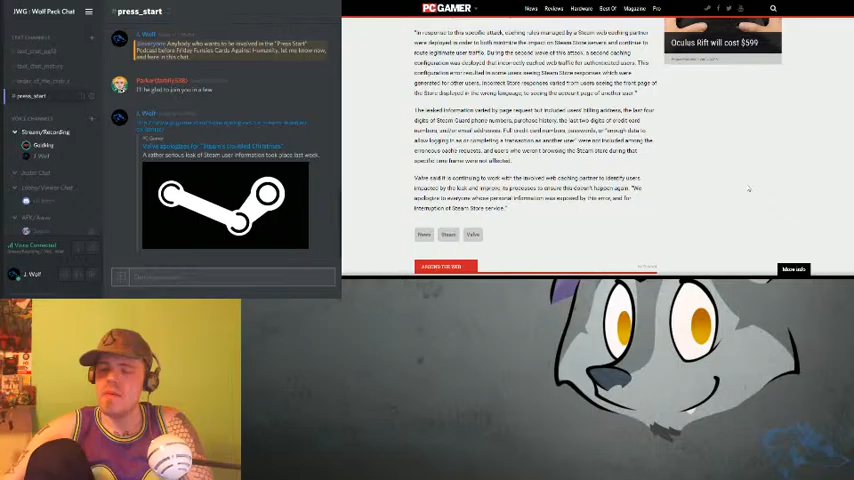 JWG : Wolf Pack Chat
#press_start
press_start
Stream/Recording
Guiding
J. Wolf
Voice Connected
J. Wolf
J. Wolf
@everyone Anybody who wants to be involved in the "Press Start"
Podcast before Friday Funsies Cards Against Humanity, let me know now,
and here in this chat.
I'll be glad to join you in a few
J. Wolf
PC Gamer
Valve apologizes for "Steam's troubled Christmas"
A rather serious leak of Steam user information took place last week.
PC GAMER
News
Reviews
Hardware
Best Of
Magazine
Pro
"In response to this specific attack, caching rules managed by a Steam web caching partner
were deployed in order to both minimize the impact on Steam Store servers and continue to
route legitimate user traffic. During the second wave of this attack, a second caching
configuration was deployed that incorrectly cached web traffic for authenticated users. This
configuration error resulted in some users seeing Steam Store responses which were
generated for other users. Incorrect Store responses varied from users seeing the front page of
the Store displayed in the wrong language, to seeing the account page of another user."
The leaked information varied by page request but included users' billing address, the last four
digits of Steam Guard phone numbers, purchase history, the last two digits of credit card
numbers, and/or email addresses. Full credit card numbers, passwords, or "enough data to
allow logging in as or completing a transaction as another user" were not included among the
erroneous cache requests, and users who weren't browsing the Steam store during that
specific time frame were not affected.
Valve said it is continuing to work with the involved web caching partner to identify users
impacted by the leak and improve its processes to ensure this doesn't happen again. "We
apologize to everyone whose personal information was exposed by this error, and for
interruption of Steam Store service."
News
Steam
Valve
AROUND THE WEB
Oculus Rift will cost $599
More info